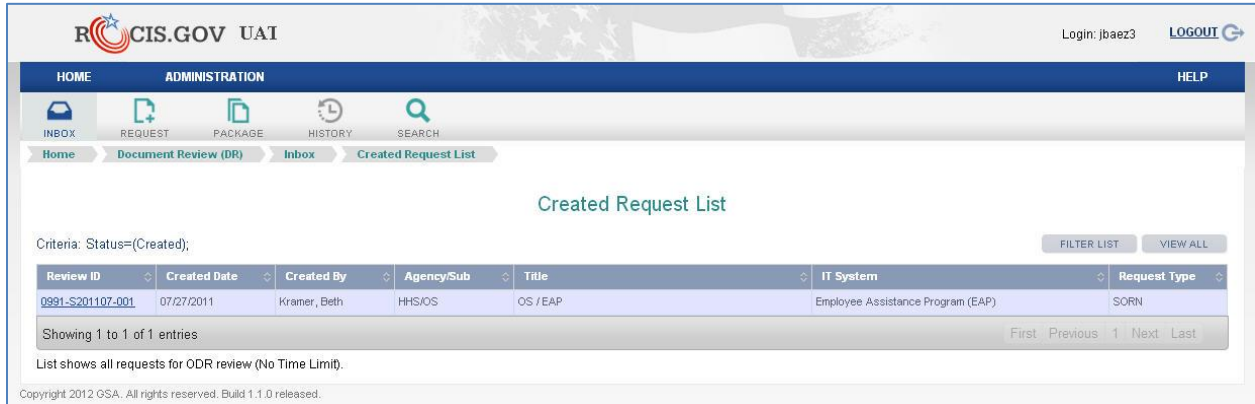 ROCIS.GOV UAT
Login: jbaez3 LOGOUT
HOME ADMINISTRATION HELP
INBOX REQUEST PACKAGE HISTORY SEARCH
Home Document Review (DR) Inbox Created Request List
Created Request List
Criteria: Status=(Created);
FILTER LIST VIEW ALL
Review ID Created Date Created By Agency/Sub Title IT System Request Type
0991-S201107-001 07/27/2011 Kramer, Beth HHS/OS OS / EAP Employee Assistance Program (EAP) SORN
Showing 1 to 1 of 1 entries First Previous 1 Next Last
List shows all requests for ODR review (No Time Limit).
Copyright 2012 GSA. All rights reserved. Build 1.1.0 released.